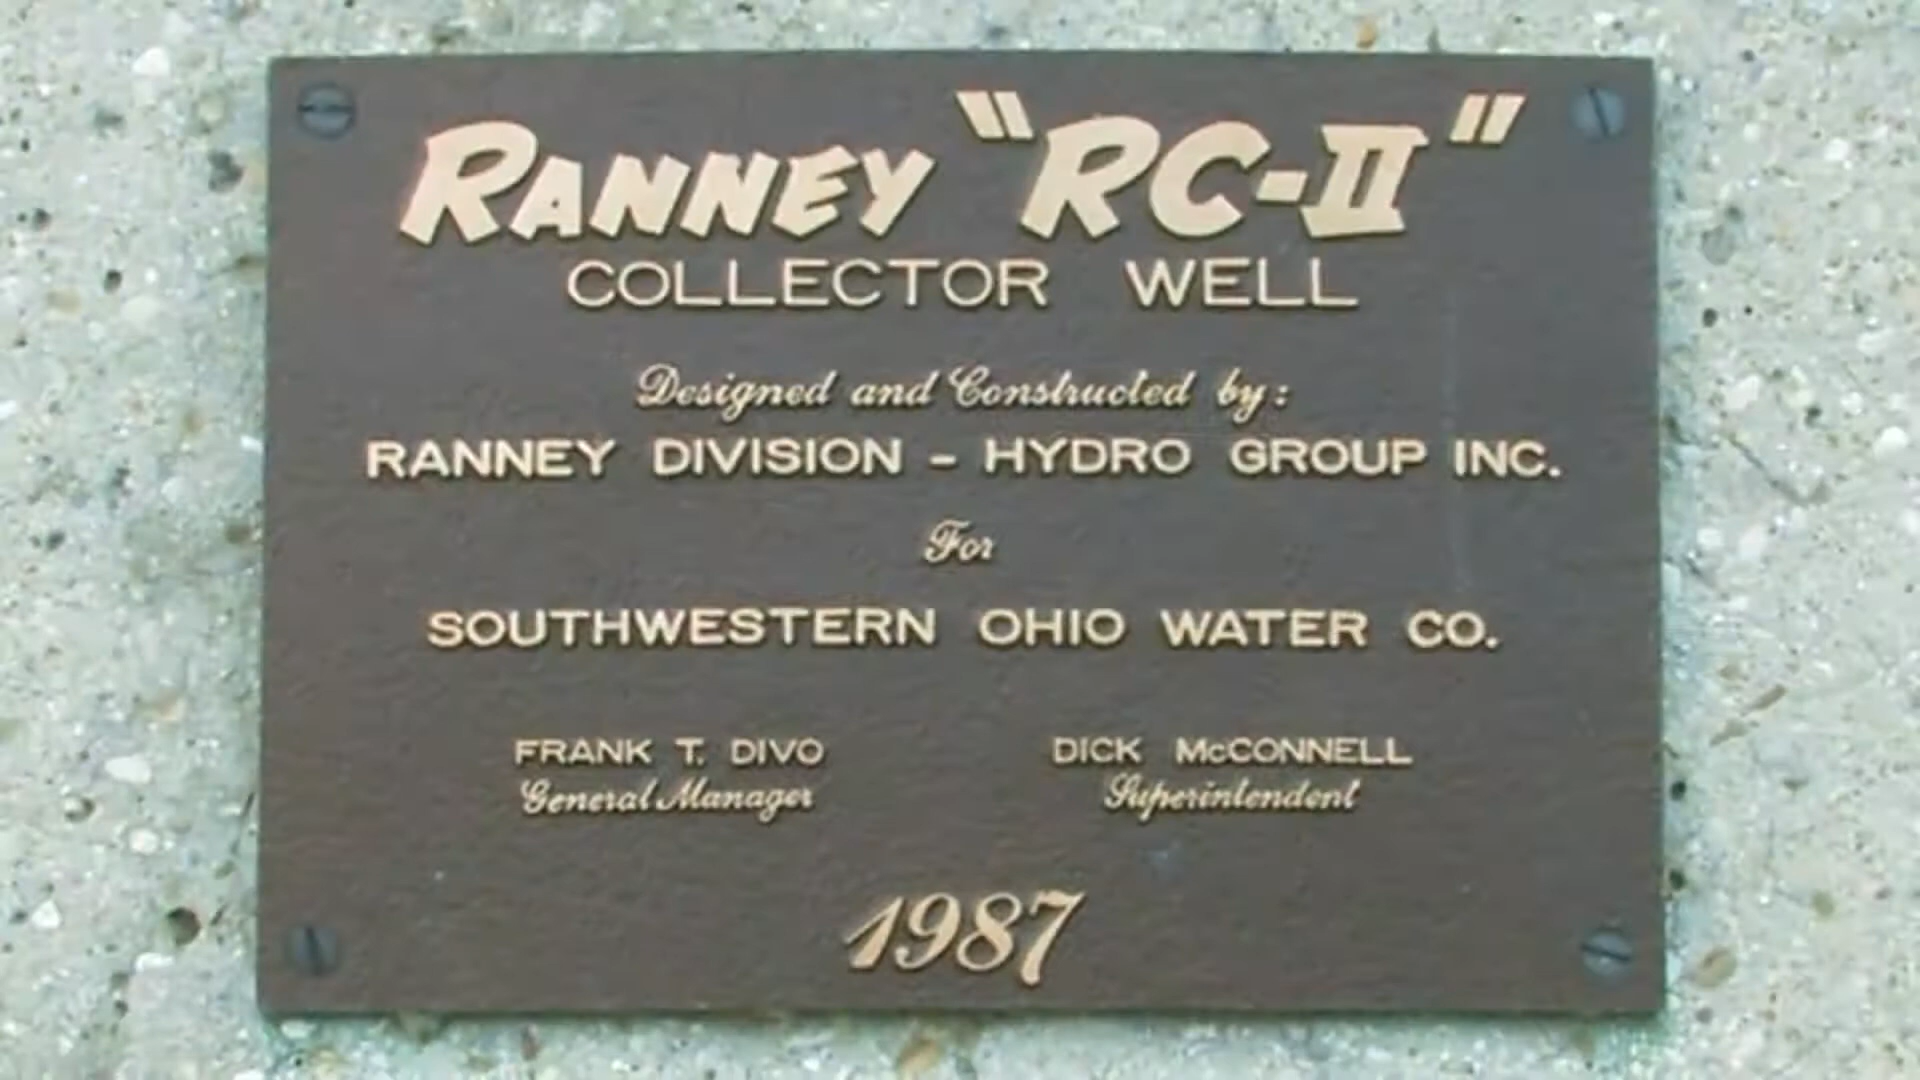 RANNEY "RC-II"
COLLECTOR WELL
Designed and Constructed by:
RANNEY DIVISION - HYDRO GROUP INC.
For
SOUTHWESTERN OHIO WATER CO.
FRANK T. DIVO DICK McCONNELL
General Manager Superintendent
1987